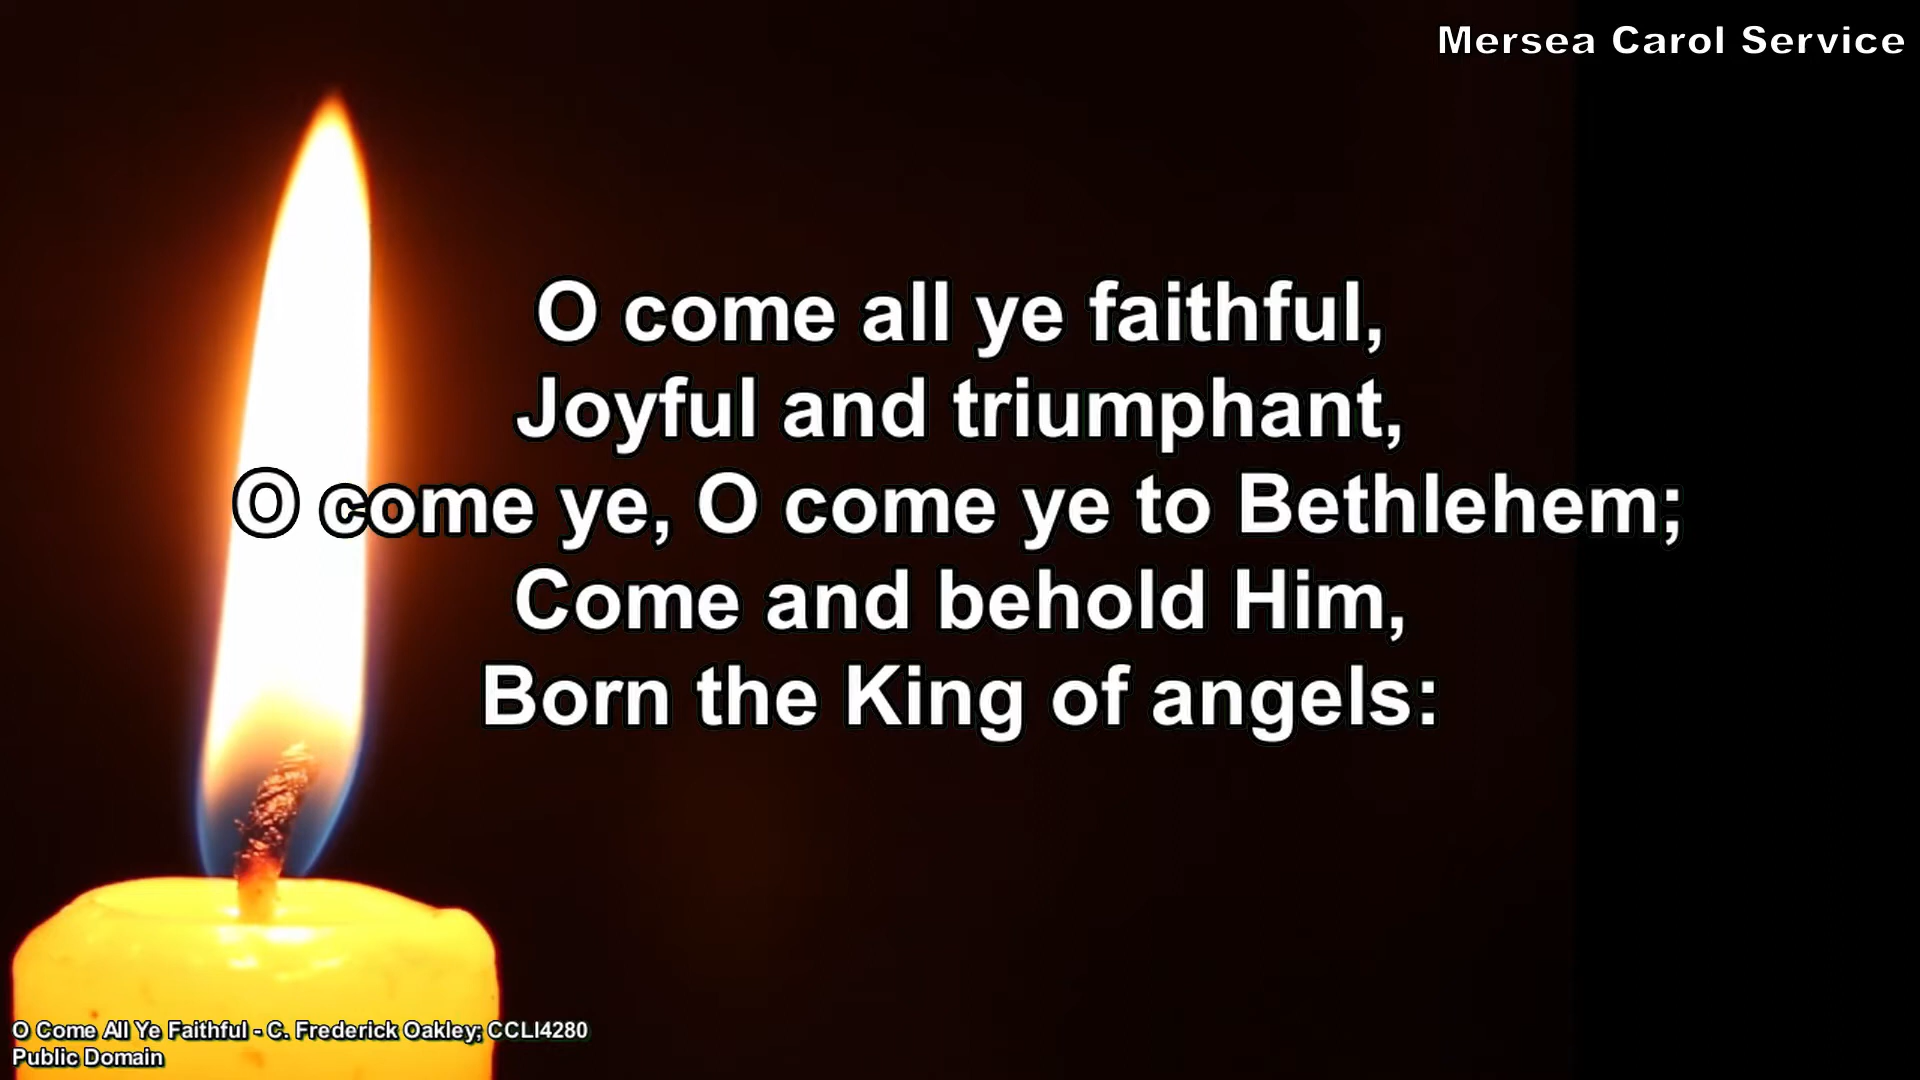 Mersea Carol Service
O come all ye faithful,
Joyful and triumphant,
O come ye, O come ye to Bethlehem;
Come and behold Him,
Born the King of angels:
O Come All Ye Faithful - C. Frederick Oakley; CCLI4280
Public Domain